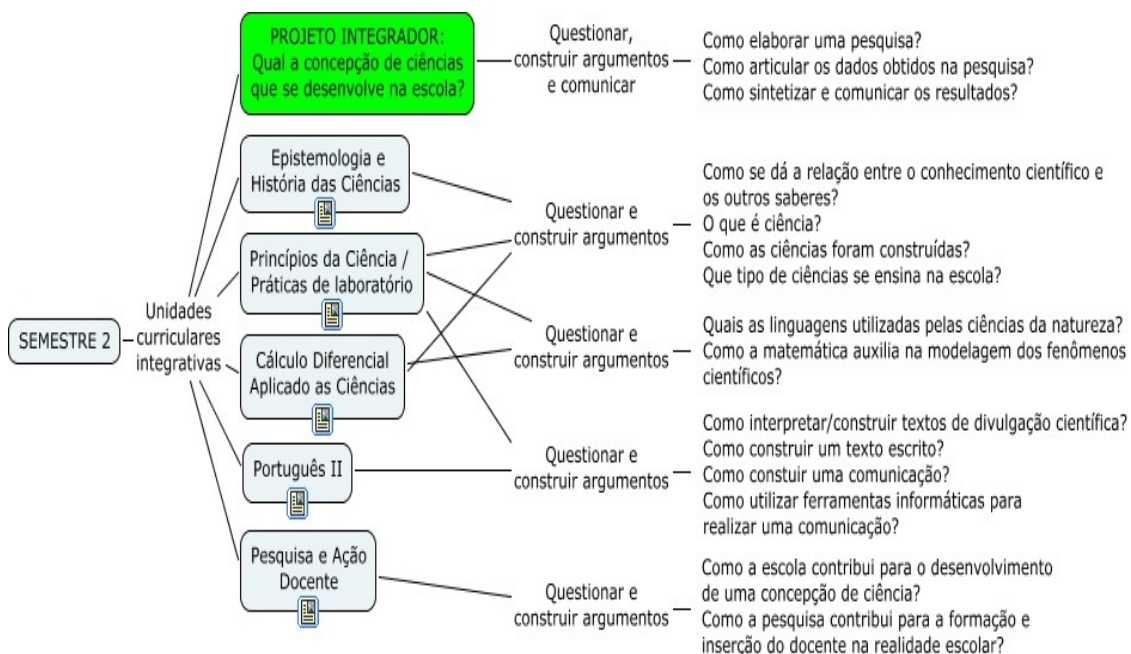 SEMESTRE 2
Unidades
curriculares
integrativas
PROJETO INTEGRADOR:
Qual a concepção de ciências
que se desenvolve na escola?
Questionar,
construir argumentos
e comunicar
Como elaborar uma pesquisa?
Como articular os dados obtidos na pesquisa?
Como sintetizar e comunicar os resultados?
Epistemologia e
História das Ciências
Princípios da Ciência /
Práticas de laboratório
Cálculo Diferencial
Aplicado as Ciências
Português II
Pesquisa e Ação
Docente
Questionar e
construir argumentos
Como se dá a relação entre o conhecimento científico e
os outros saberes?
O que é ciência?
Como as ciências foram construídas?
Que tipo de ciências se ensina na escola?
Questionar e
construir argumentos
Quais as linguagens utilizadas pelas ciências da natureza?
Como a matemática auxilia na modelagem dos fenômenos
científicos?
Questionar e
construir argumentos
Como interpretar/construir textos de divulgação científica?
Como construir um texto escrito?
Como constuir uma comunicação?
Como utilizar ferramentas informáticas para
realizar uma comunicação?
Questionar e
construir argumentos
Como a escola contribui para o desenvolvimento
de uma concepção de ciência?
Como a pesquisa contribui para a formação e
inserção do docente na realidade escolar?